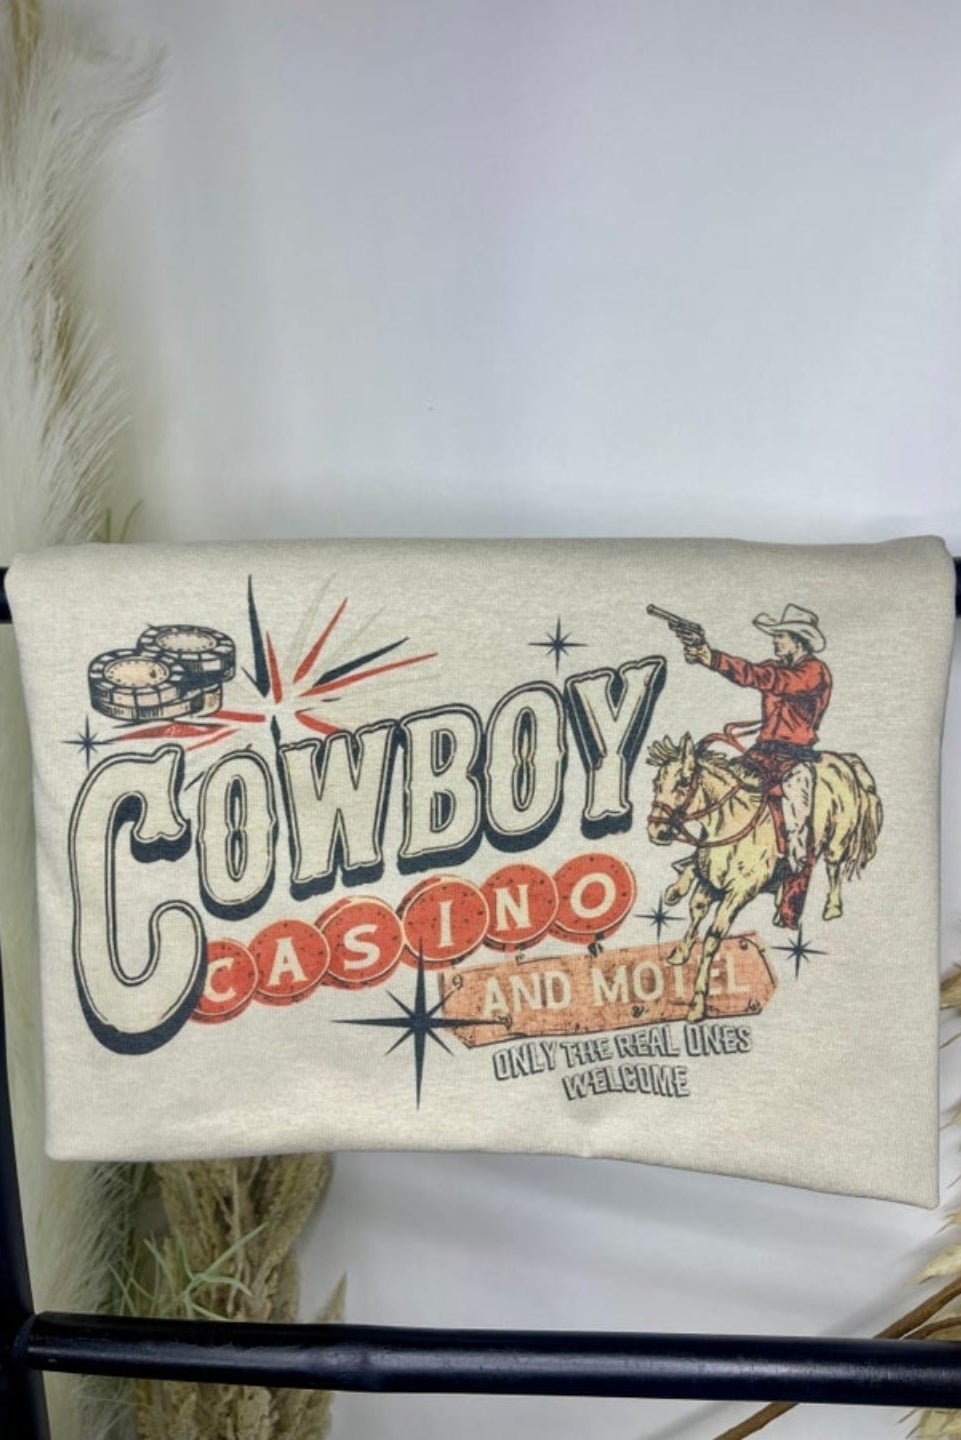 COWBOY
CASINO
AND MOTEL
ONLY THE REAL ONES
WELCOME